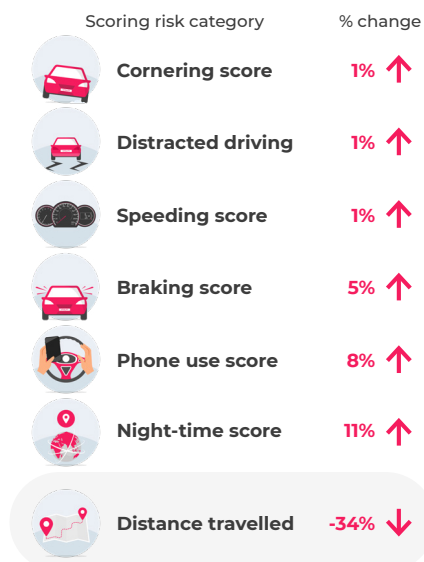 Scoring risk category % change
Cornering score 1%
Distracted driving 1%
Speeding score 1%
Braking score 5%
Phone use score 8%
Night-time score 11%
Distance travelled -34%